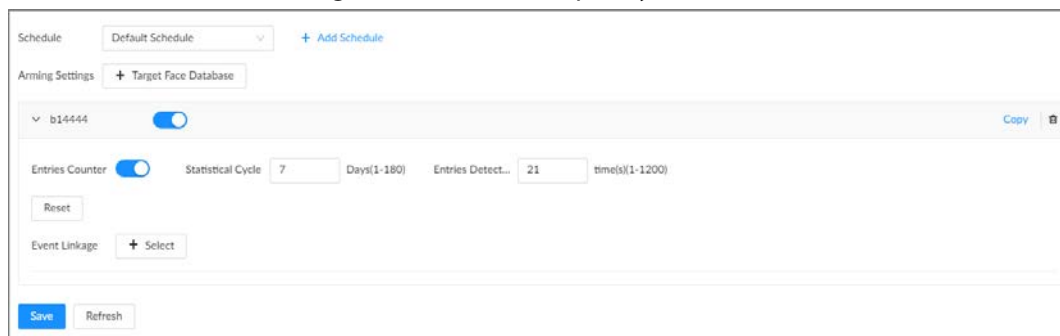 Schedule Default Schedule + Add Schedule
Arming Settings + Target Face Database
b14444 Copy
Entries Counter Statistical Cycle 7 Days(1-180) Entries Detect... 21 time(s)(1-1200)
Reset
Event Linkage + Select
Save Refresh